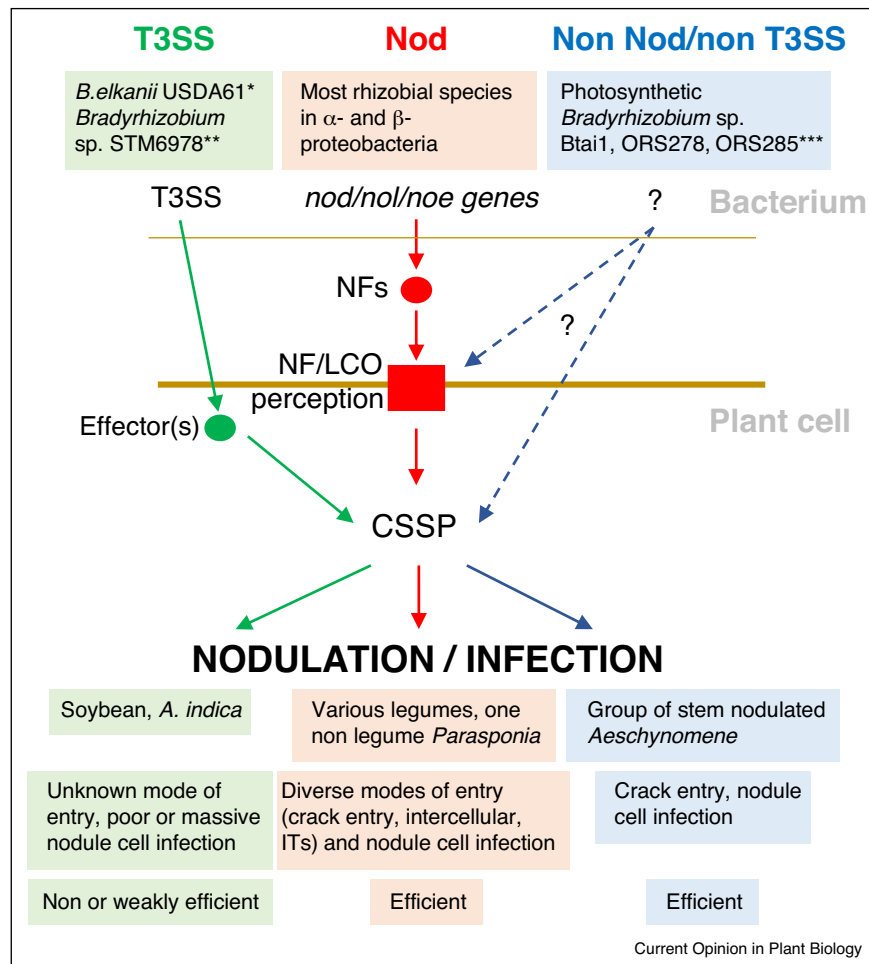 T3SS
Nod
Non Nod/non T3SS
B.elkanii USDA61*
Bradyrhizobium
sp. STM6978**
Most rhizobial species
in α- and β-
proteobacteria
Photosynthetic
Bradyrhizobium sp.
Btai1, ORS278, ORS285***
T3SS
nod/nol/noe genes
?
Bacterium
NFs
?
NF/LCO
perception
Effector(s)
Plant cell
CSSP
NODULATION / INFECTION
Soybean, A. indica
Various legumes, one
non legume Parasponia
Group of stem nodulated
Aeschynomene
Unknown mode of
entry, poor or massive
nodule cell infection
Diverse modes of entry
(crack entry, intercellular,
ITs) and nodule cell infection
Crack entry, nodule
cell infection
Non or weakly efficient
Efficient
Efficient
Current Opinion in Plant Biology